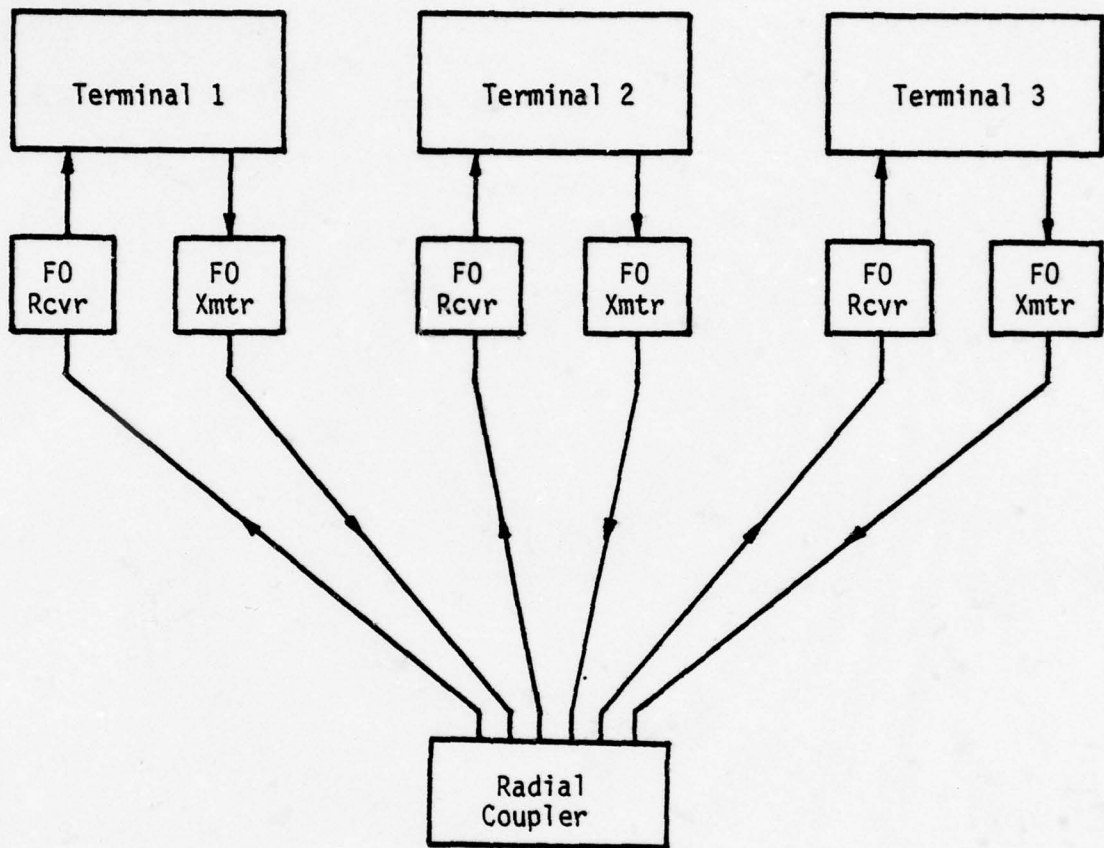 Terminal 1
Terminal 2
Terminal 3
FO
Rcvr
FO
Xmtr
FO
Rcvr
FO
Xmtr
FO
Rcvr
FO
Xmtr
Radial
Coupler